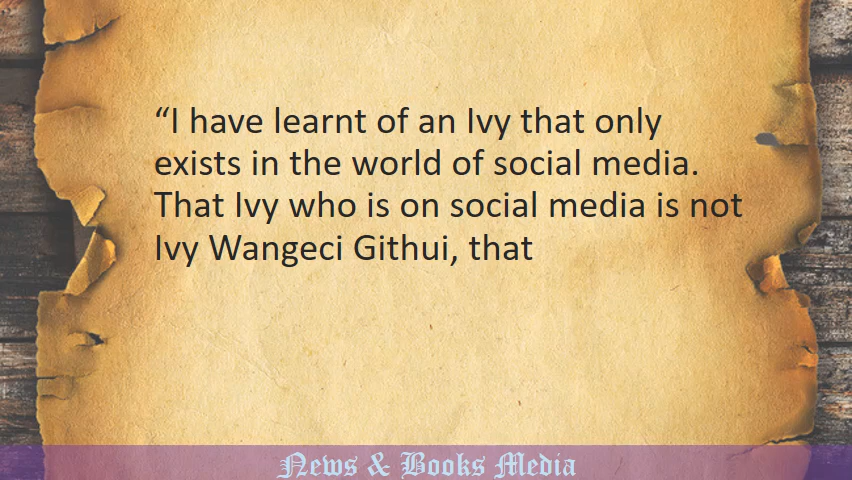 “I have learnt of an Ivy that only
exists in the world of social media.
That Ivy who is on social media is not
Ivy Wangeci Githui, that
News & Books Media